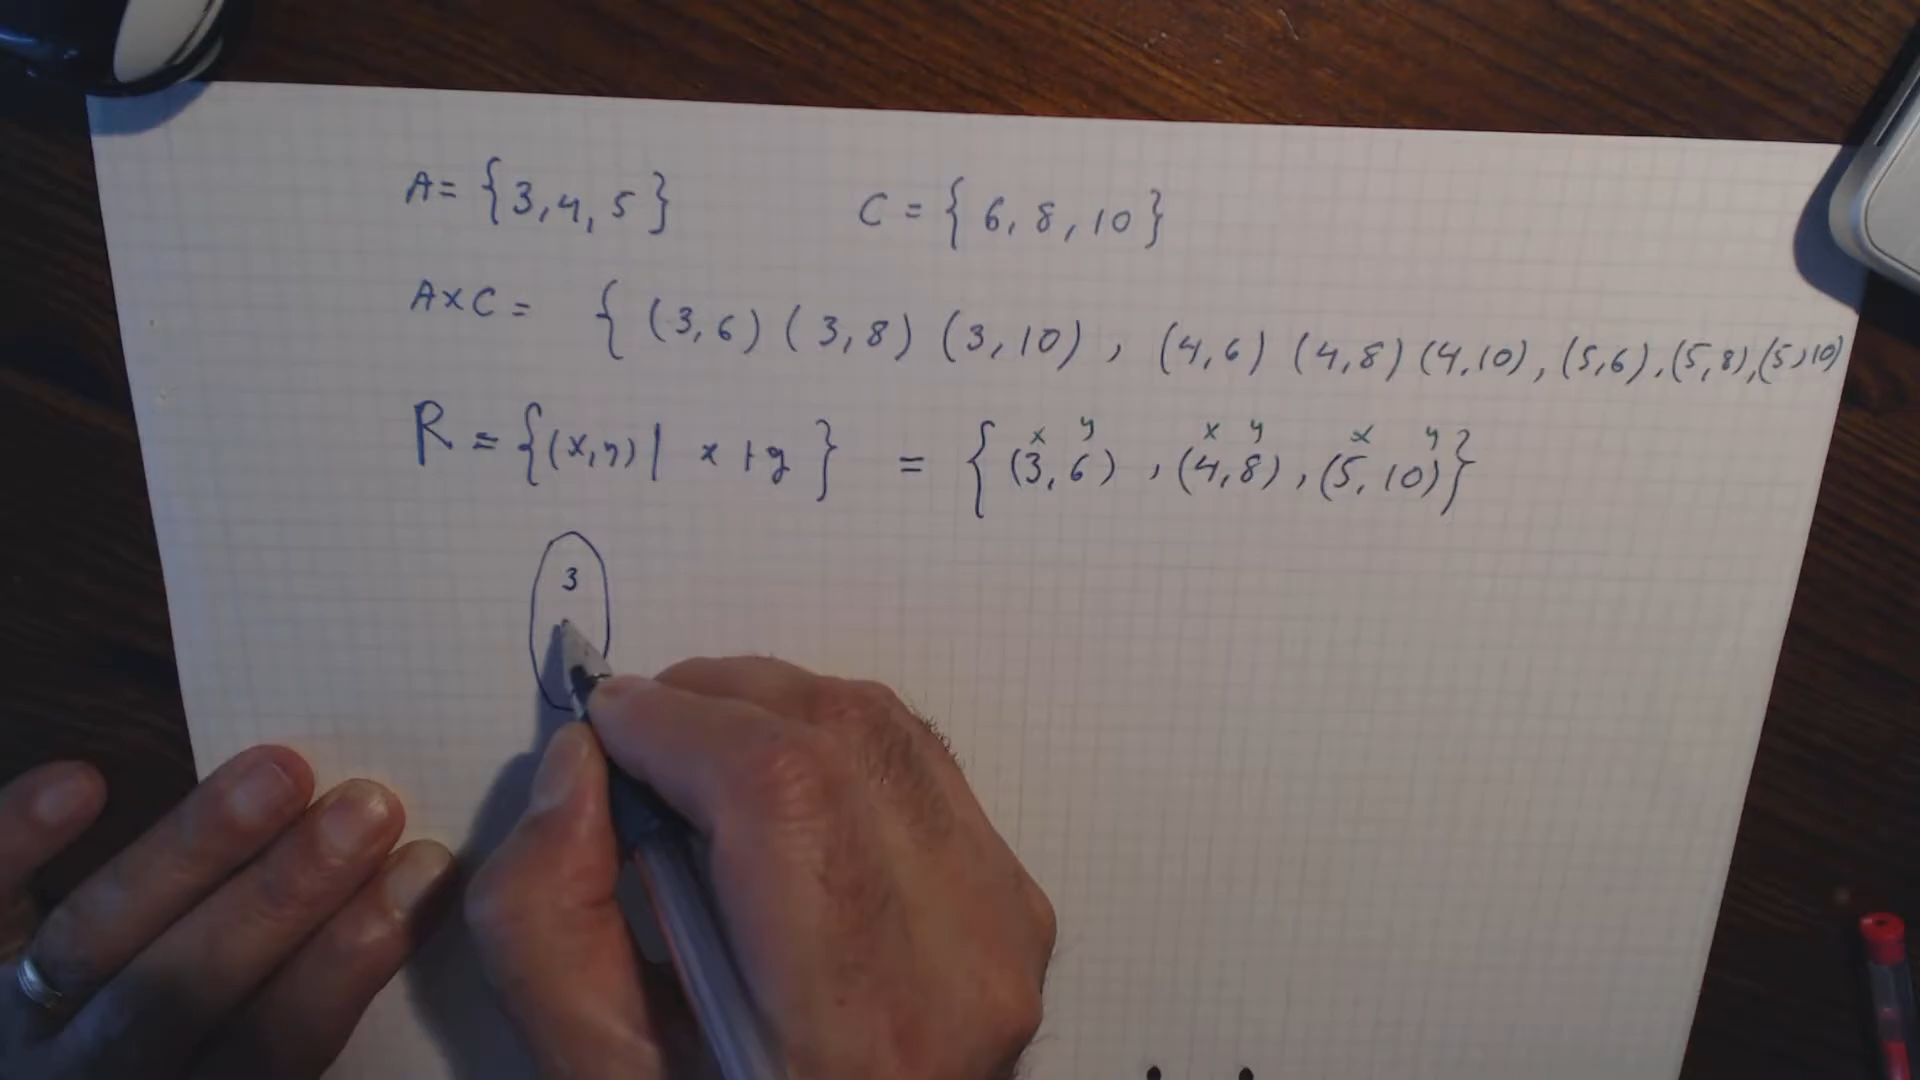 A = {3, 4, 5} C = {6, 8, 10}
A×C = { (3,6) (3,8) (3,10) , (4,6) (4,8) (4,10), (5,6), (5,8), (5,10)
R = {(x,y) | x + y } = { (3,6) , (4,8) , (5,10) }
x y x y x y
3